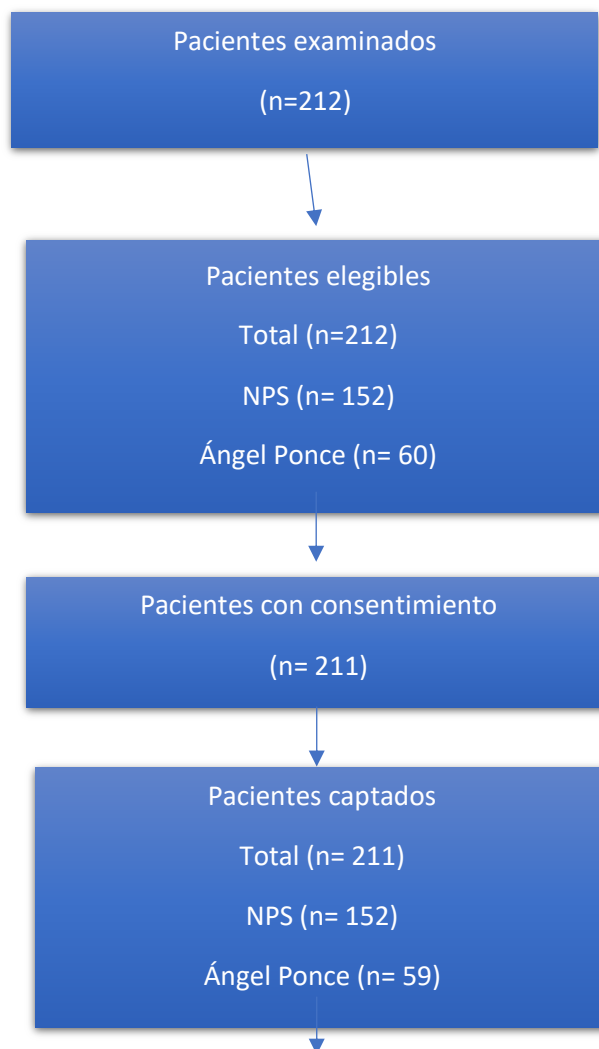 Pacientes examinados
(n=212)
Pacientes elegibles
Total (n=212)
NPS (n= 152)
Ángel Ponce (n= 60)
Pacientes con consentimiento
(n= 211)
Pacientes captados
Total (n= 211)
NPS (n= 152)
Ángel Ponce (n= 59)